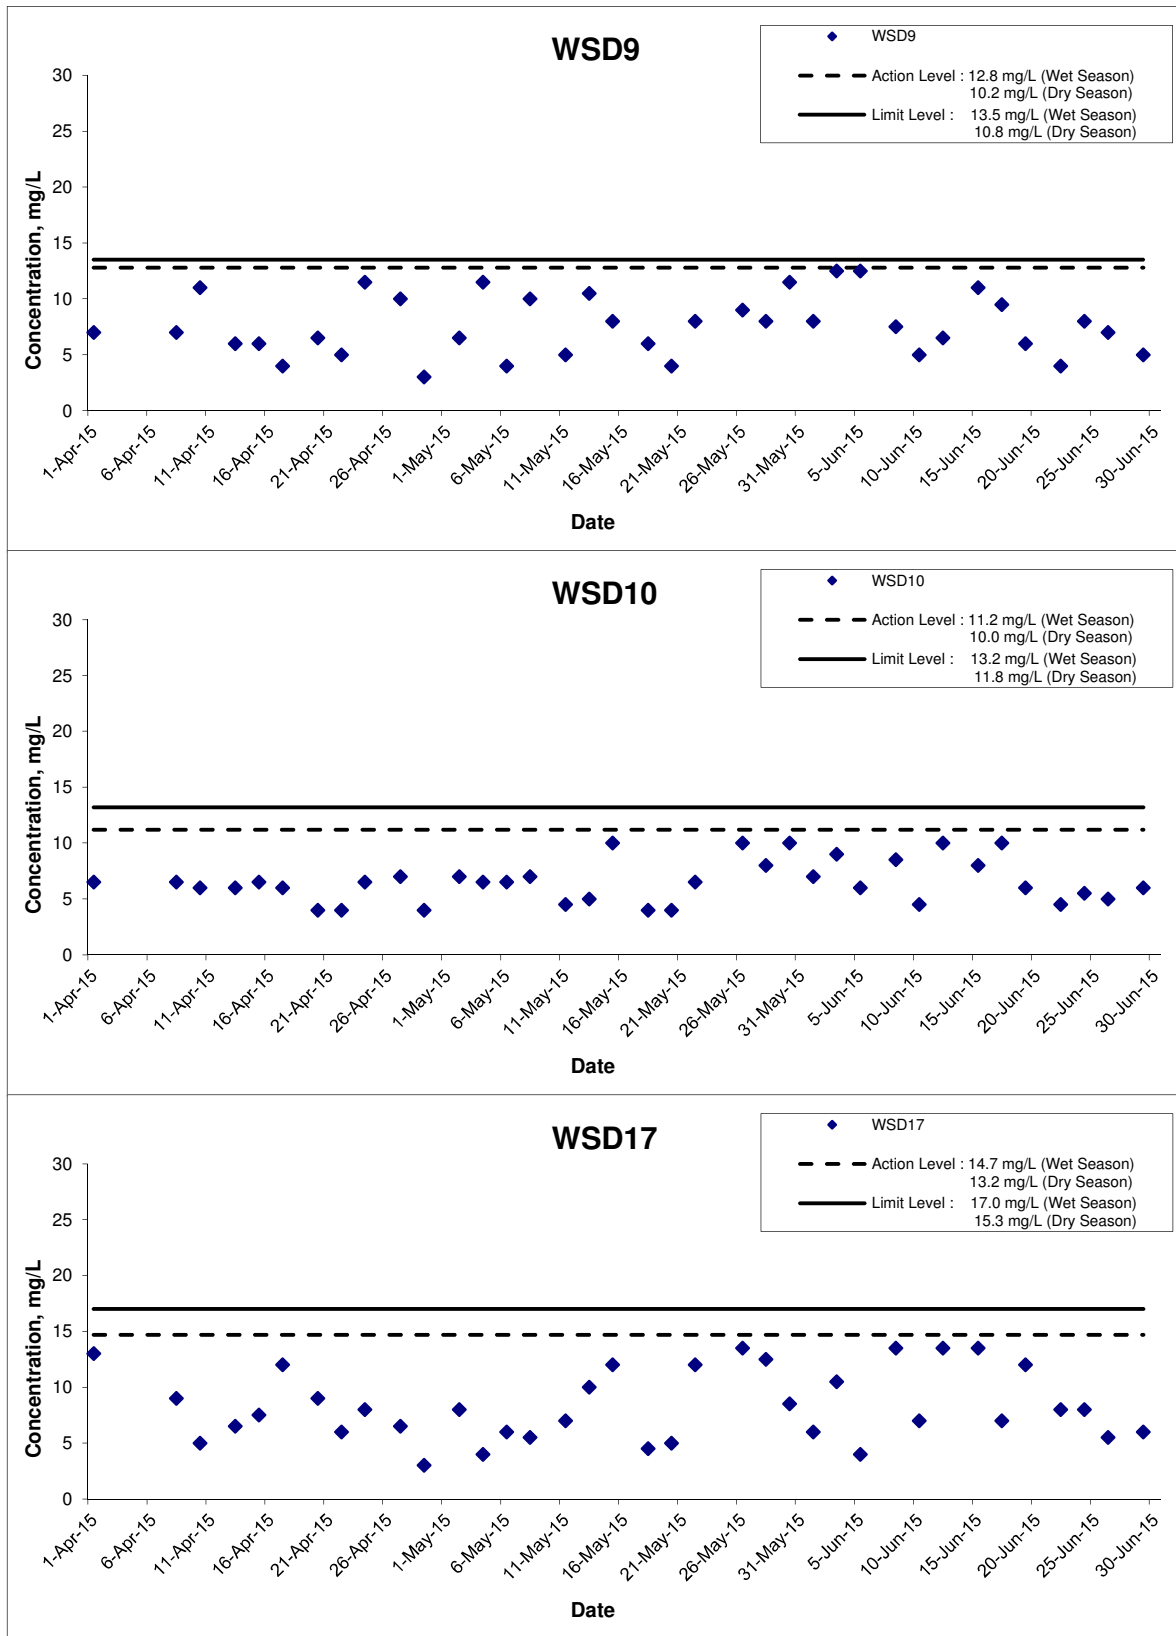 WSD9
WSD9
Action Level : 12.8 mg/L (Wet Season)
10.2 mg/L (Dry Season)
Limit Level : 13.5 mg/L (Wet Season)
10.8 mg/L (Dry Season)
Concentration, mg/L
30
25
20
15
10
5
0
1-Apr-15
6-Apr-15
11-Apr-15
16-Apr-15
21-Apr-15
26-Apr-15
1-May-15
6-May-15
11-May-15
16-May-15
21-May-15
26-May-15
31-May-15
5-Jun-15
10-Jun-15
15-Jun-15
20-Jun-15
25-Jun-15
30-Jun-15
Date
WSD10
WSD10
Action Level : 11.2 mg/L (Wet Season)
10.0 mg/L (Dry Season)
Limit Level : 13.2 mg/L (Wet Season)
11.8 mg/L (Dry Season)
Concentration, mg/L
30
25
20
15
10
5
0
1-Apr-15
6-Apr-15
11-Apr-15
16-Apr-15
21-Apr-15
26-Apr-15
1-May-15
6-May-15
11-May-15
16-May-15
21-May-15
26-May-15
31-May-15
5-Jun-15
10-Jun-15
15-Jun-15
20-Jun-15
25-Jun-15
30-Jun-15
Date
WSD17
WSD17
Action Level : 14.7 mg/L (Wet Season)
13.2 mg/L (Dry Season)
Limit Level : 17.0 mg/L (Wet Season)
15.3 mg/L (Dry Season)
Concentration, mg/L
30
25
20
15
10
5
0
1-Apr-15
6-Apr-15
11-Apr-15
16-Apr-15
21-Apr-15
26-Apr-15
1-May-15
6-May-15
11-May-15
16-May-15
21-May-15
26-May-15
31-May-15
5-Jun-15
10-Jun-15
15-Jun-15
20-Jun-15
25-Jun-15
30-Jun-15
Date